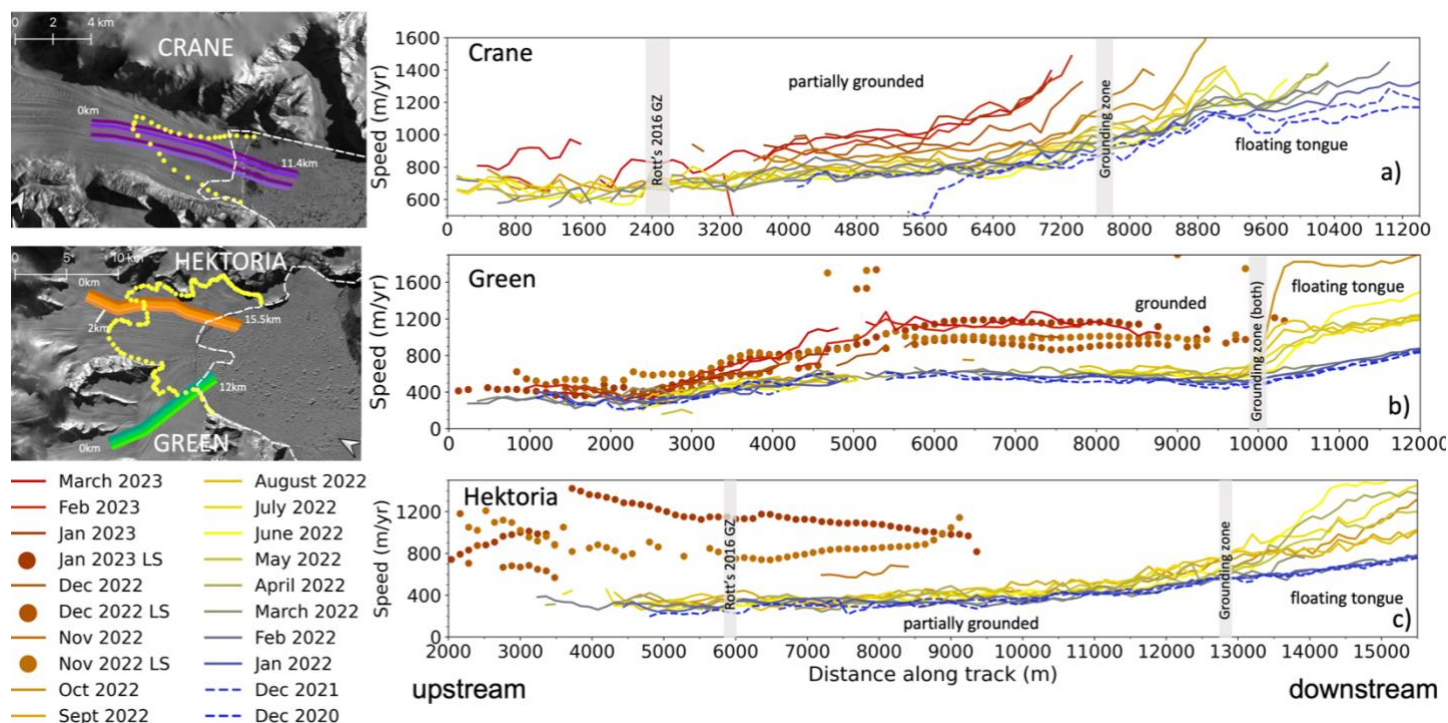 0 2 4 km
CRANE
0km
11.4km
0 5 10 km
HEKTORIA
0km
2km
15.5km
12km
0km
GREEN
March 2023
Feb 2023
Jan 2023
Jan 2023 LS
Dec 2022
Dec 2022 LS
Nov 2022
Nov 2022 LS
Oct 2022
Sept 2022
August 2022
July 2022
June 2022
May 2022
April 2022
March 2022
Feb 2022
Jan 2022
Dec 2021
Dec 2020
Crane
Speed (m/yr)
1600
1400
1200
1000
800
600
Rott's 2016 GZ
partially grounded
Grounding zone
floating tongue
a)
0 800 1600 2400 3200 4000 4800 5600 6400 7200 8000 8800 9600 10400 11200
Green
Speed (m/yr)
1600
1200
1000
800
600
400
0
grounded
Grounding zone (both)
floating tongue
b)
0 1000 2000 3000 4000 5000 6000 7000 8000 9000 10000 11000 12000
Hektoria
Speed (m/yr)
1200
800
400
0
Rott's 2016 GZ
partially grounded
Grounding zone
floating tongue
c)
2000 3000 4000 5000 6000 7000 8000 9000 10000 11000 12000 13000 14000 15000
Distance along track (m)
upstream
downstream